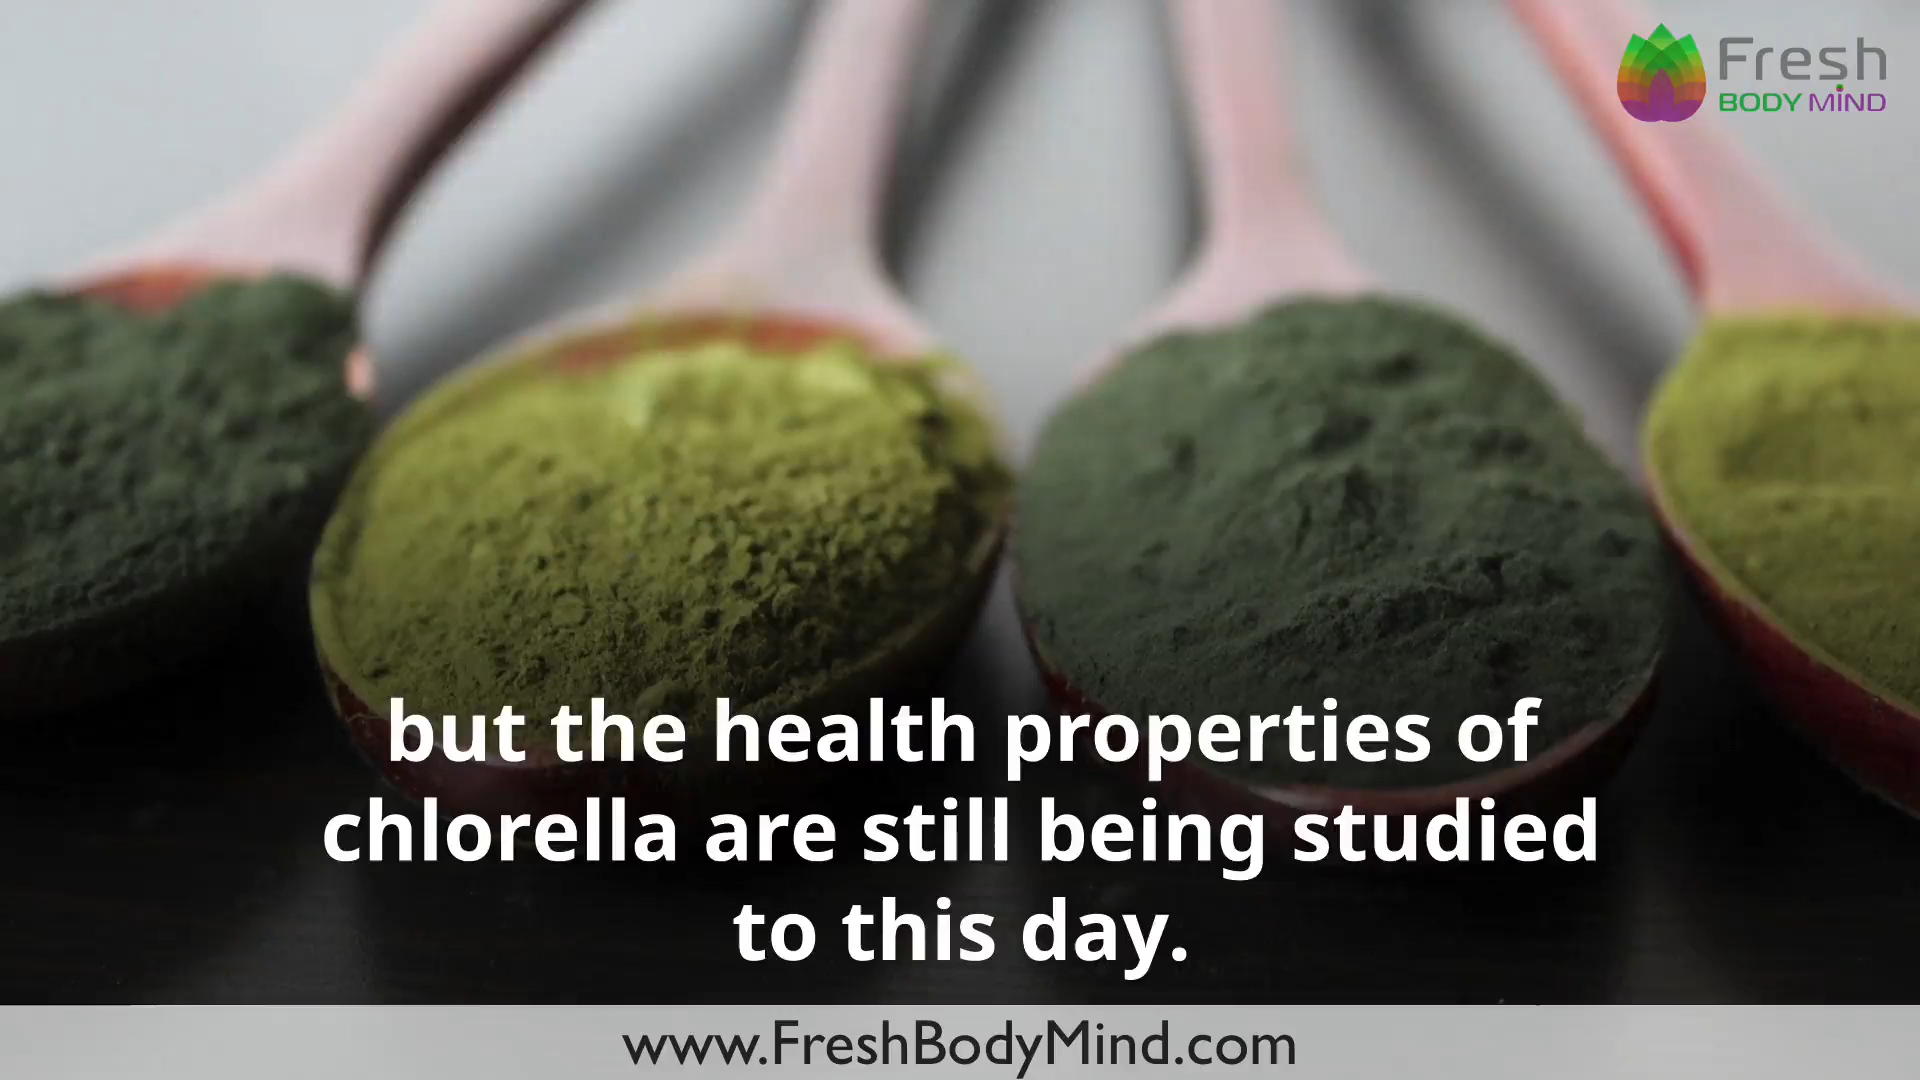 Fresh
BODY MiND
but the health properties of
chlorella are still being studied
to this day.
www.FreshBodyMind.com